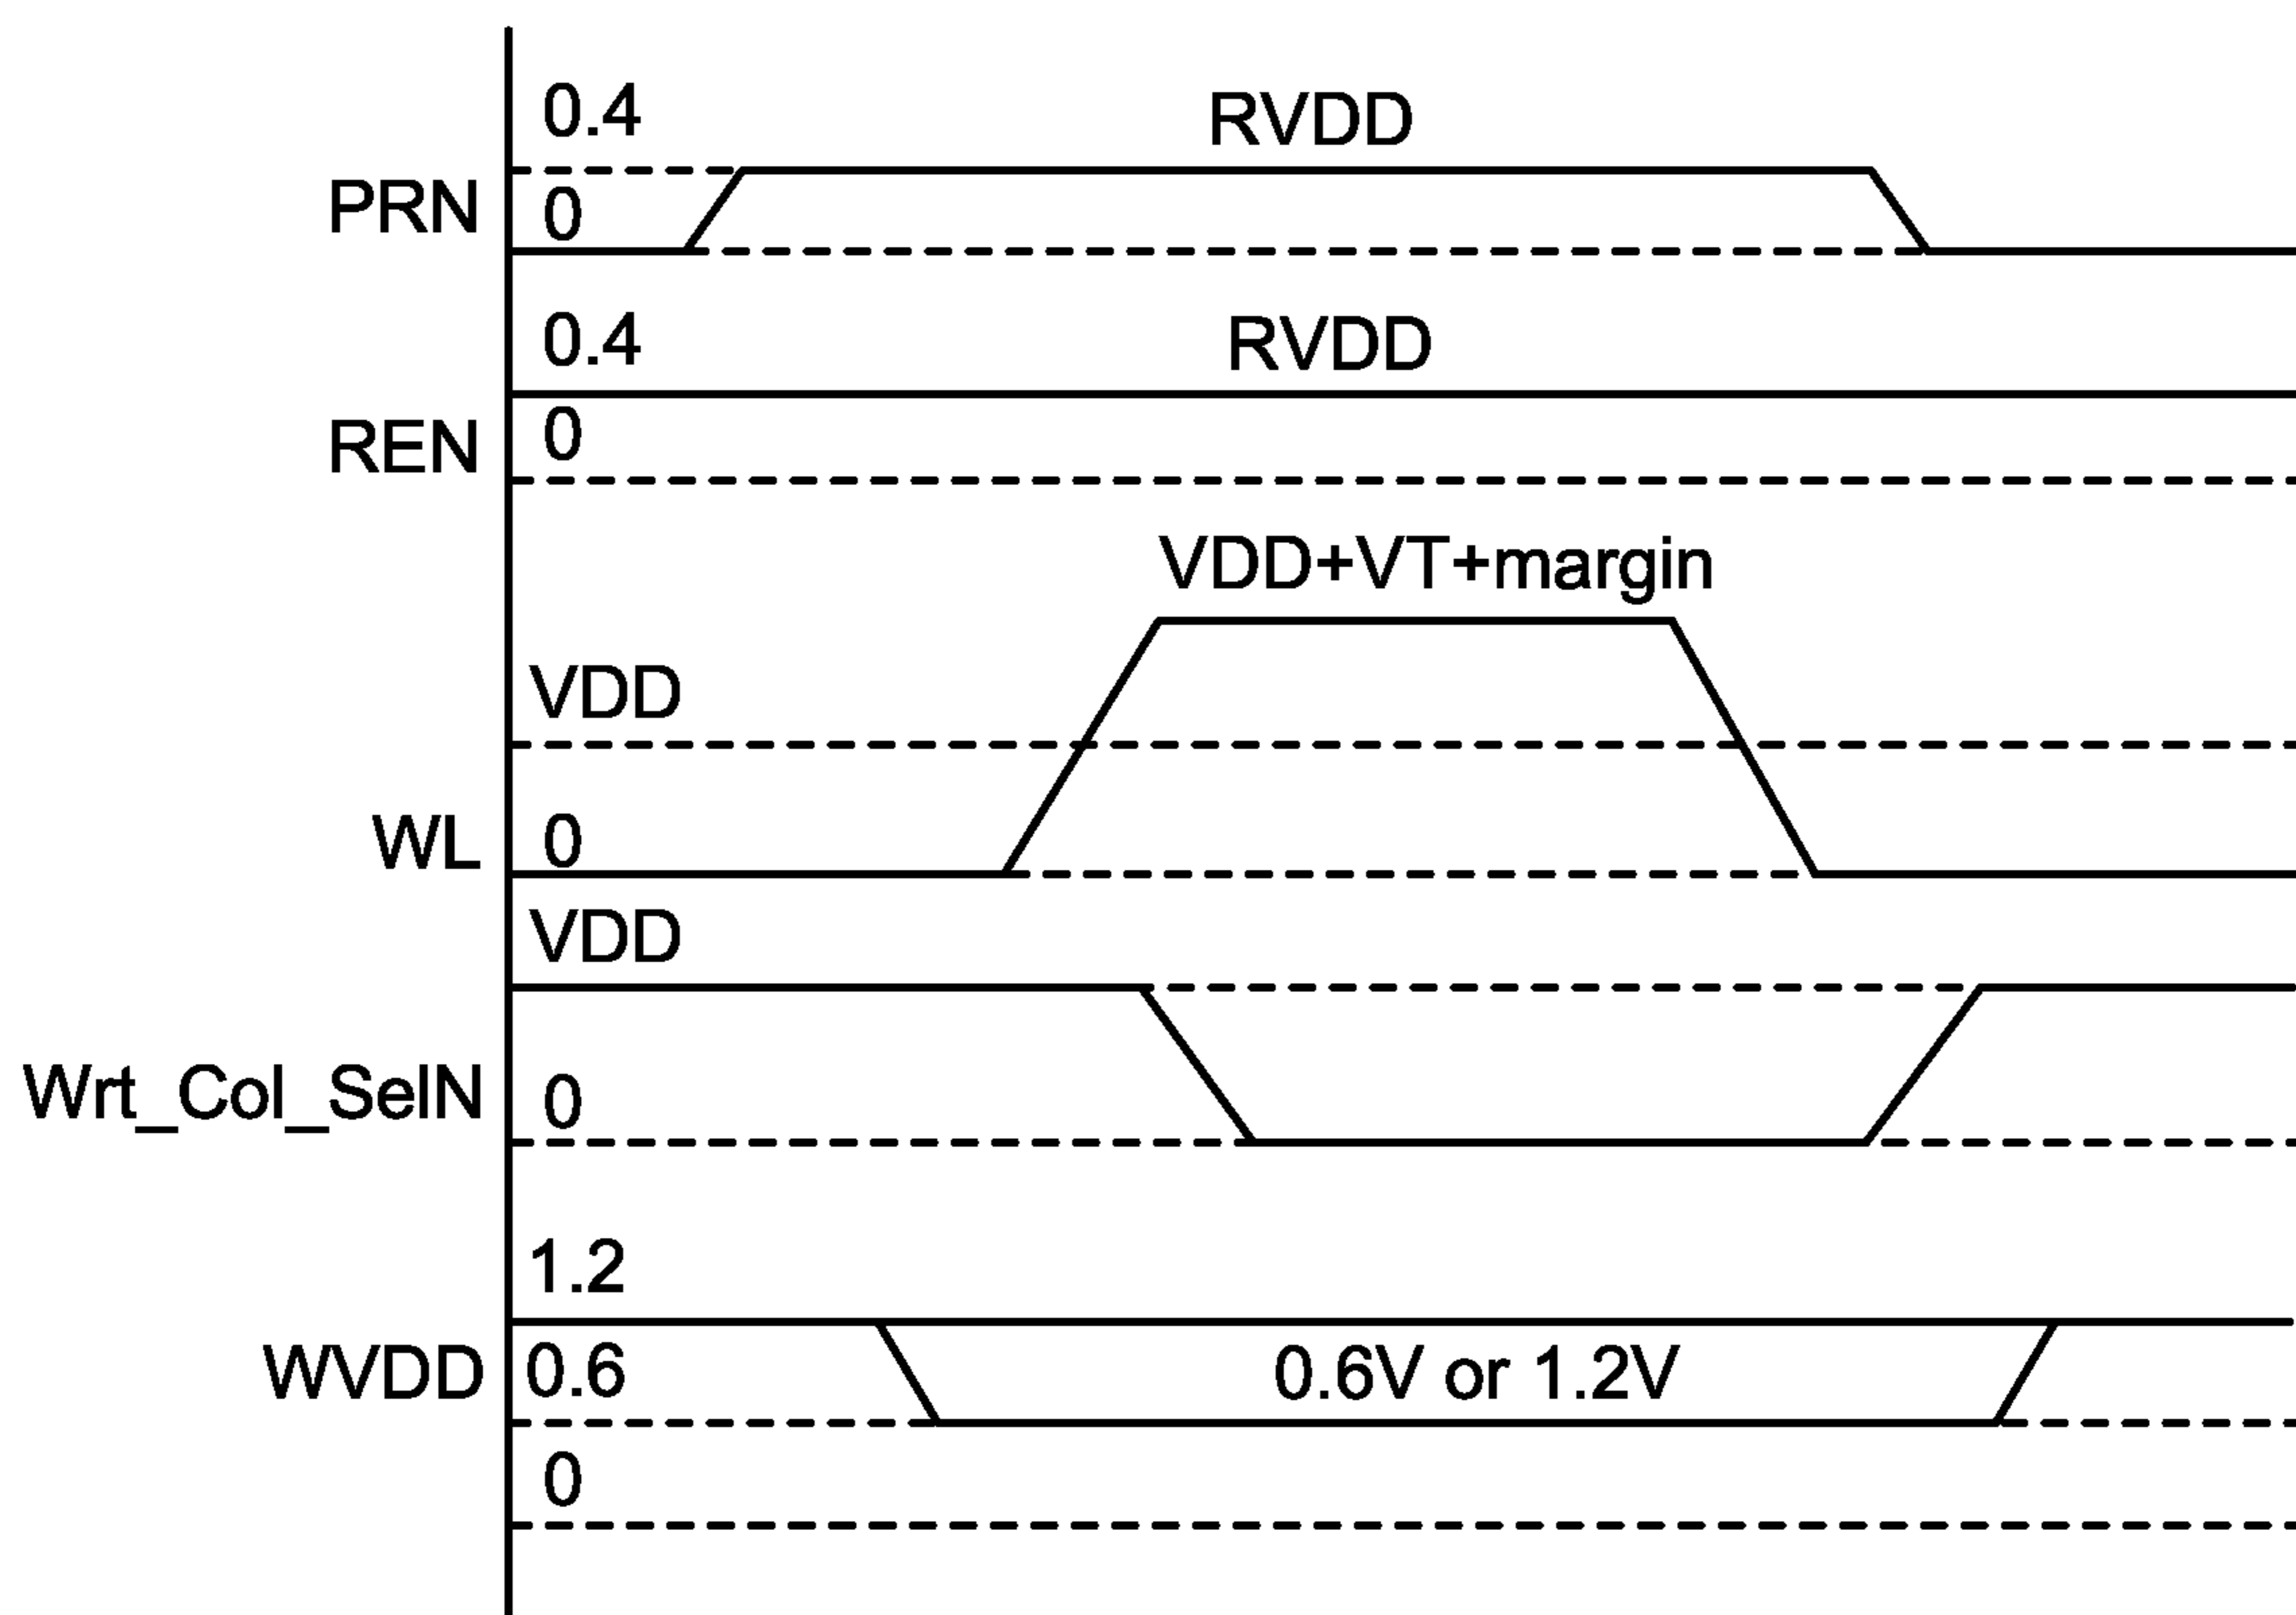 0.4
RVDD
PRN
0
0.4
RVDD
REN
0
VDD+VT+margin
VDD
WL
0
VDD
Wrt_Col_SelN
0
1.2
WVDD
0.6
0.6V or 1.2V
0